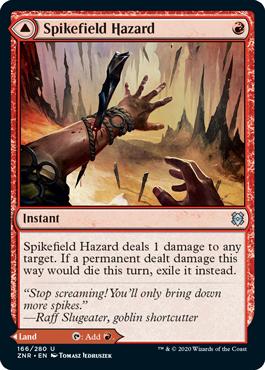 Spikefield Hazard
Instant
Spikefield Hazard deals 1 damage to any
target. If a permanent dealt damage this
way would die this turn, exile it instead.
“Stop screaming! You’ll only bring down
more spikes.”
—Raff Slugeater, goblin shortcutter
166/280 U
Land : Add .
ZNR • EN Tomasz Jedruszek
™ & © 2020 Wizards of the Coast